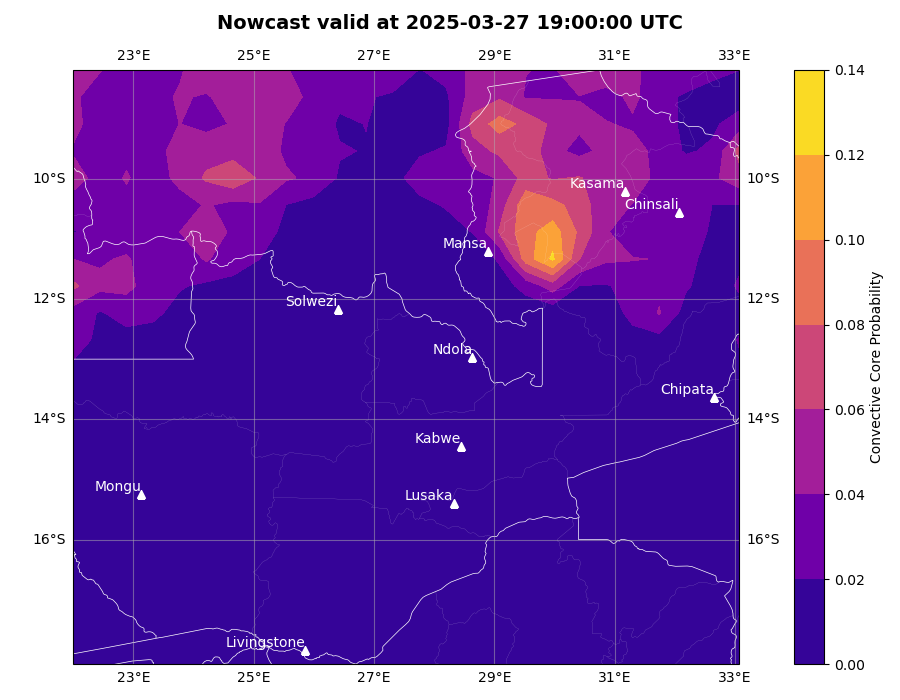 Nowcast valid at 2025-03-27 19:00:00 UTC
23°E 25°E 27°E 29°E 31°E 33°E
0.14
0.12
10°S 10°S
Kasama
Chinsali
0.10
Mansa
12°S 12°S
Solwezi
0.08
Ndola
Convective Core Probability
Chipata
0.06
14°S 14°S
Kabwe
Mongu
Lusaka
0.04
16°S 16°S
0.02
Livingstone
0.00
23°E 25°E 27°E 29°E 31°E 33°E